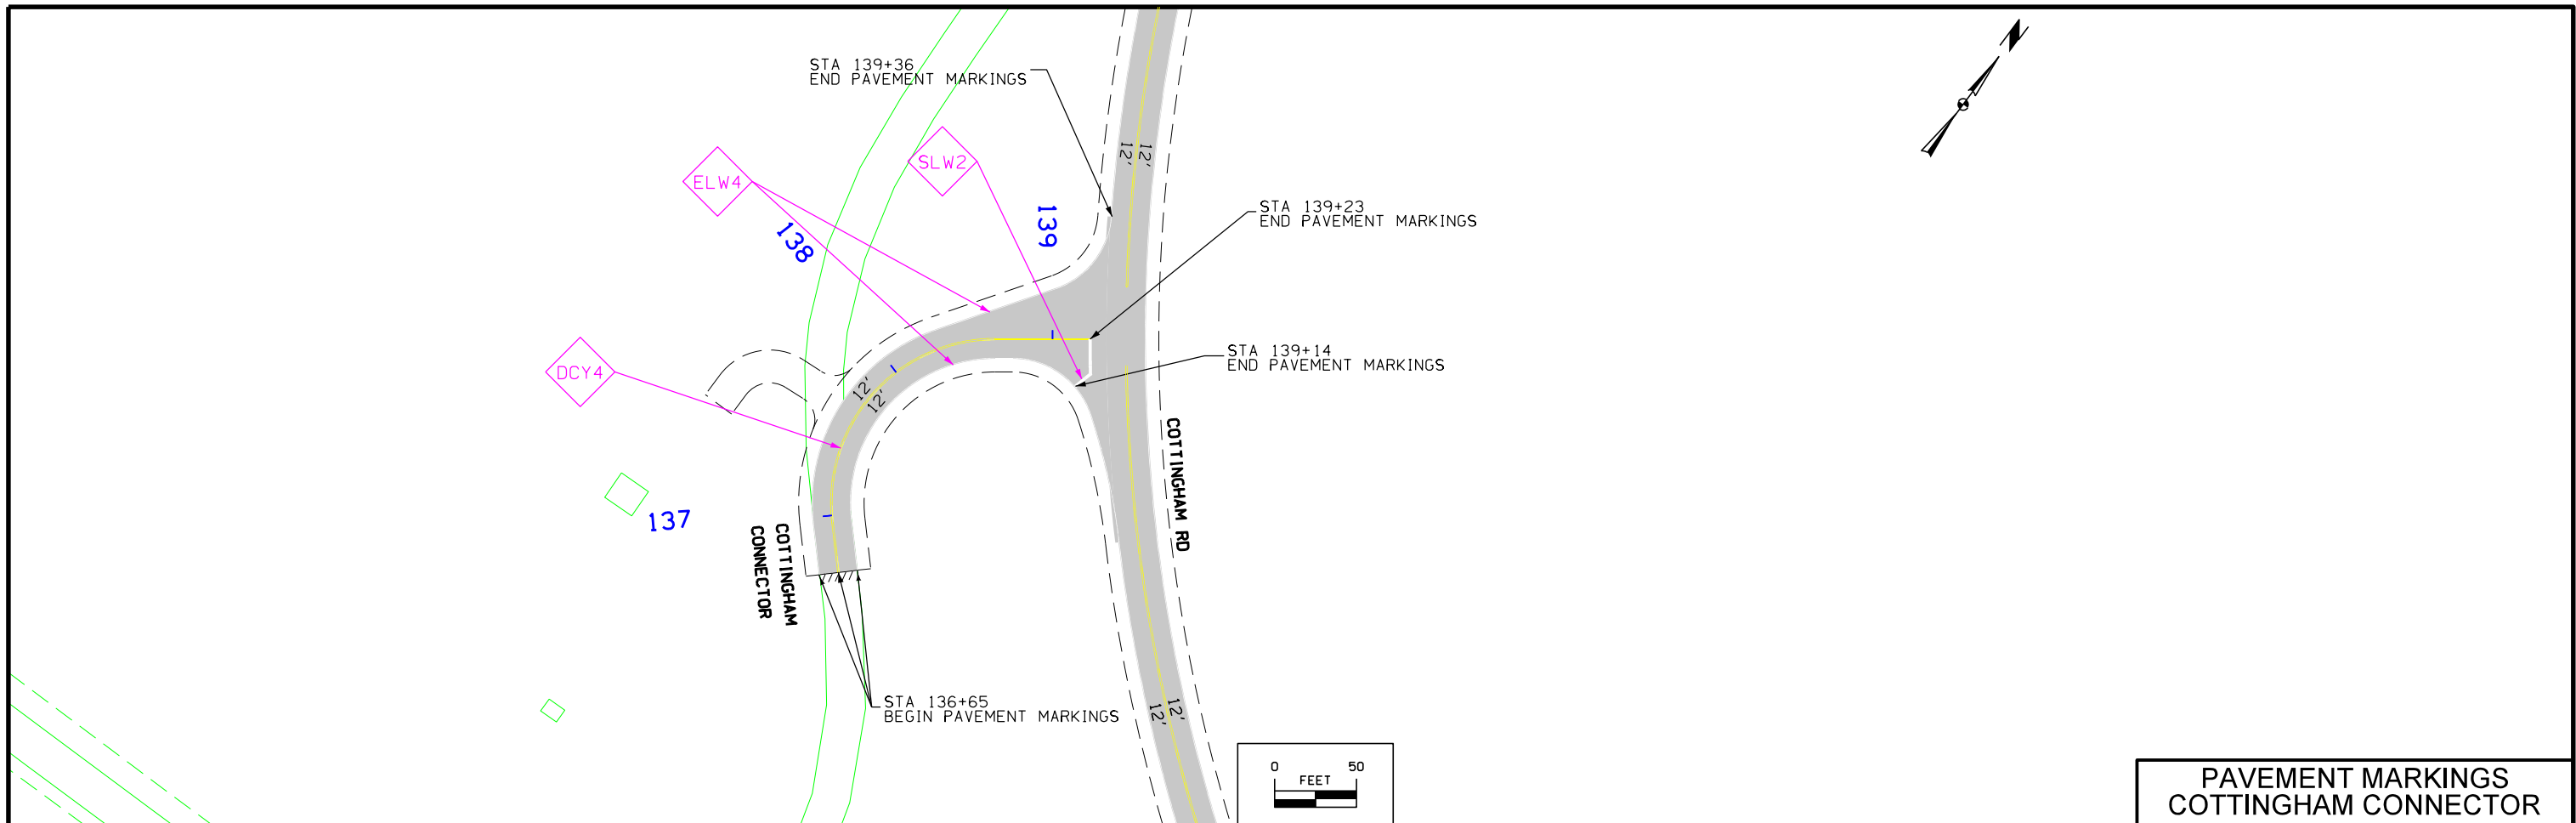 STA 139+36
END PAVEMENT MARKINGS
N
12'
12'
SLW2
ELW4
139
138
STA 139+23
END PAVEMENT MARKINGS
STA 139+14
END PAVEMENT MARKINGS
DCY4
12'
12'
COTTINGHAM RD
137
COTTINGHAM
CONNECTOR
STA 136+65
BEGIN PAVEMENT MARKINGS
12'
12'
0 50
FEET
PAVEMENT MARKINGS
COTTINGHAM CONNECTOR